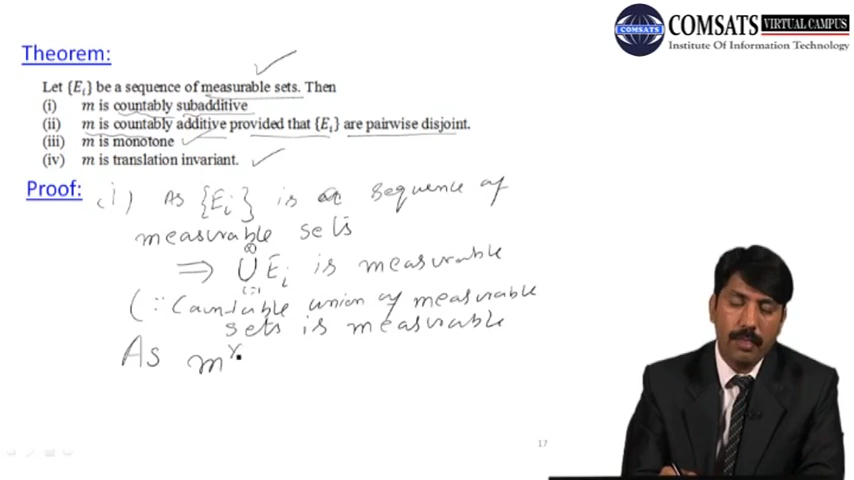 COMSATS VIRTUAL CAMPUS
Institute Of Information Technology
Theorem:
Let {Eᵢ} be a sequence of measurable sets. Then
(i) m is countably subadditive
(ii) m is countably additive provided that {Eᵢ} are pairwise disjoint.
(iii) m is monotone
(iv) m is translation invariant.
Proof: (i) As {Eᵢ} is a sequence of
measurable sets
⇒ ∞ ∪ i=1 Eᵢ is measurable
(∵ Countable union of measurable
sets is measurable
As m*
17